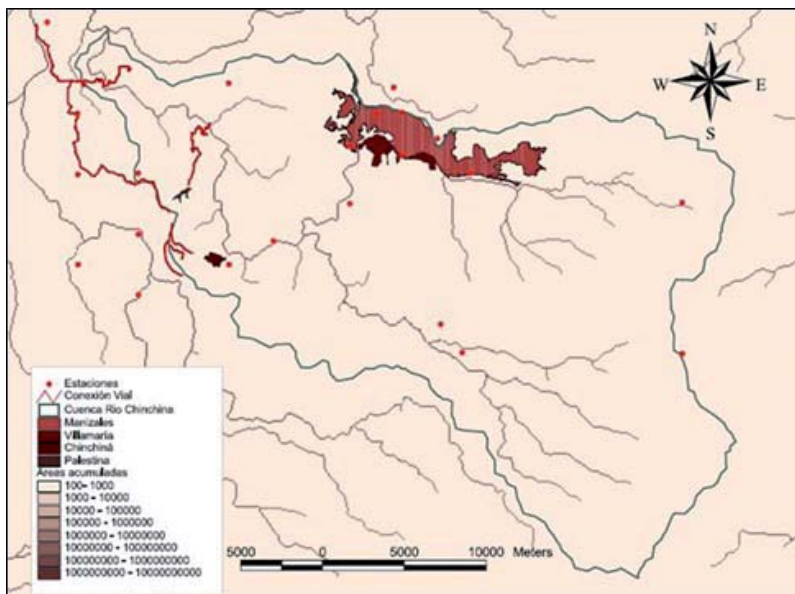 N
W E
S
Estaciones
Conexión Vial
Cuenca Rio Chinchina
Manizales
Villamaria
Chinchiná
Palestina
Areas acumuladas
100 - 1000
1000 - 10000
10000 - 100000
100000 - 1000000
1000000 - 10000000
10000000 - 100000000
100000000 - 1000000000
1000000000 - 10000000000
5000 0 5000 10000 Meters